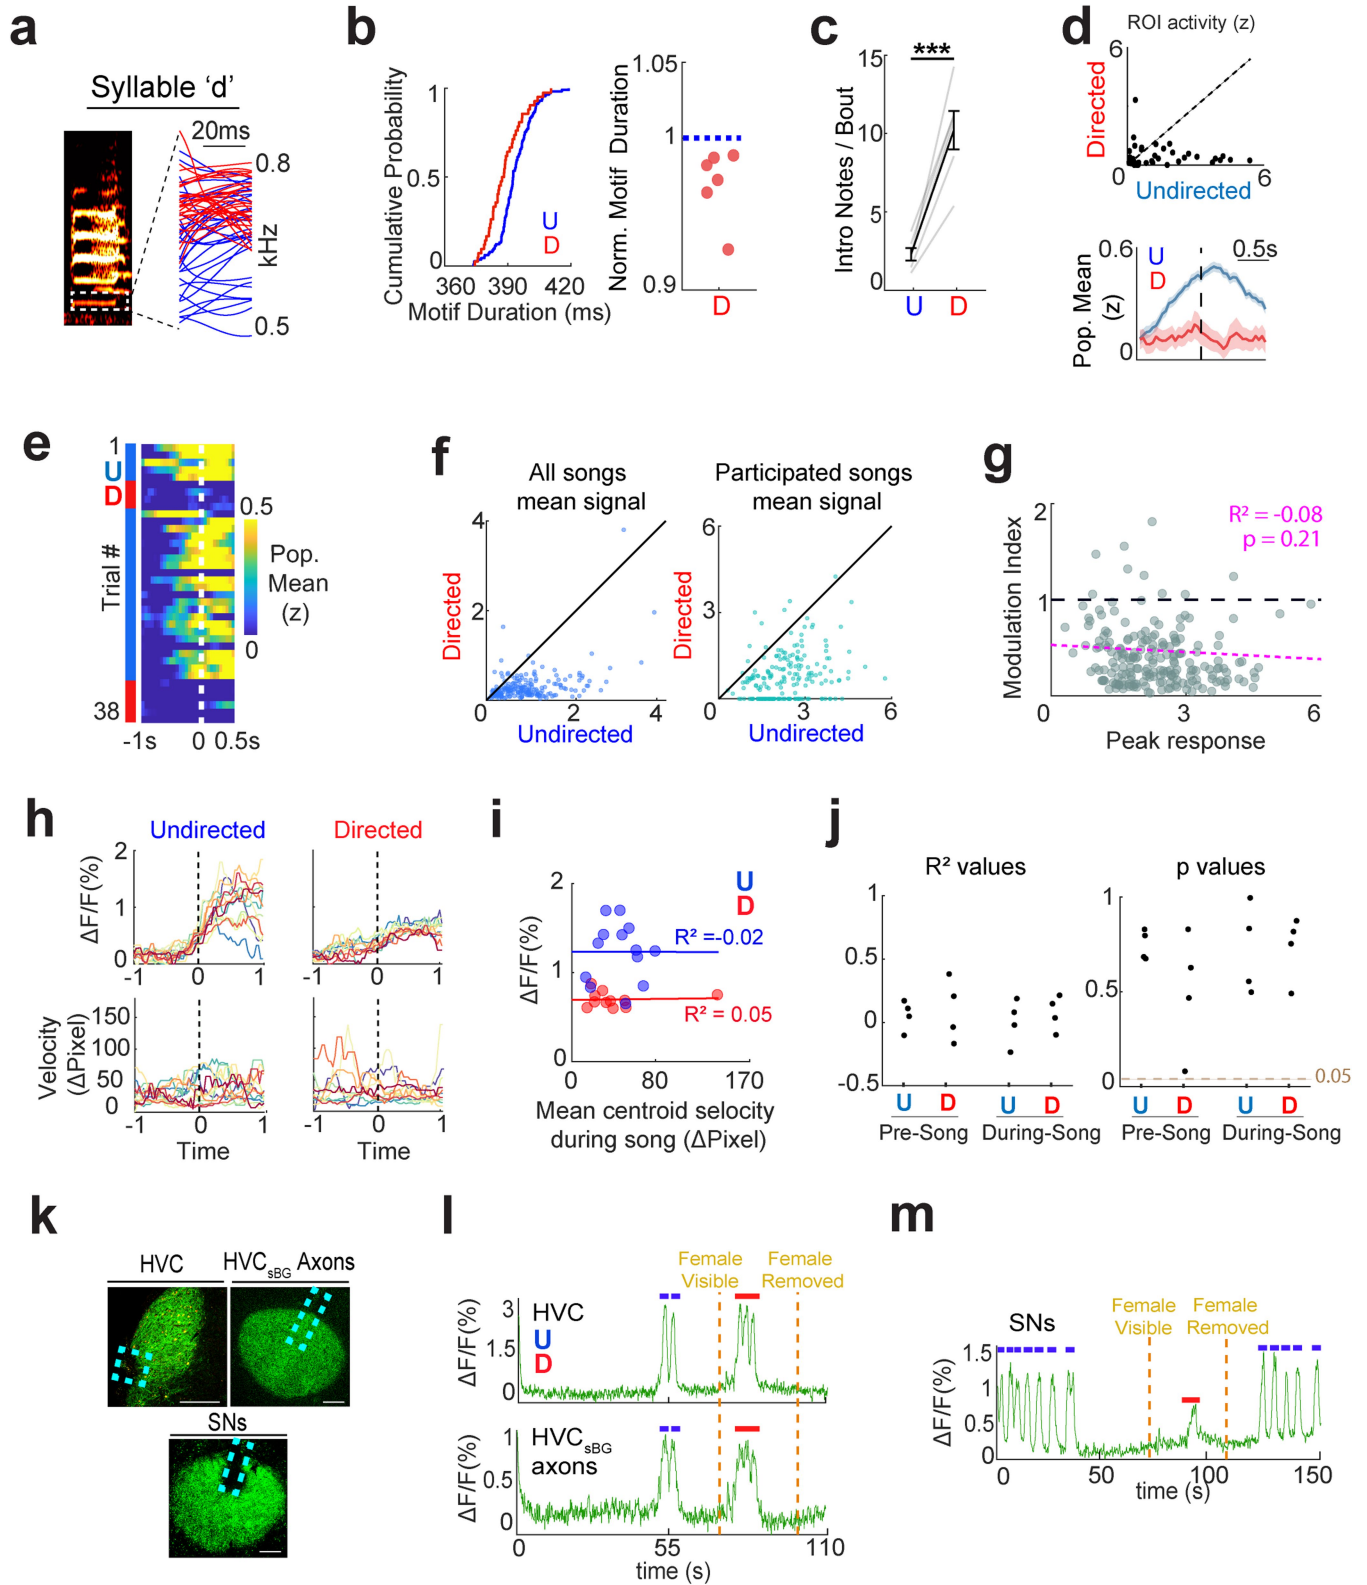 a
Syllable ‘d’
20ms
0.8
kHz
0.5
b
Cumulative Probability
1
0.5
0
U
D
360
390
420
Motif Duration (ms)
Norm. Motif Duration
1.05
1
0.9
D
c
***
Intro Notes / Bout
15
10
5
0
U
D
d
ROI activity (z)
6
Directed
0
6
Undirected
0.6
U
D
0.5s
Pop. Mean
(z)
0
e
1
U
D
Trial #
38
-1s
0
0.5s
0.5
Pop.
Mean
(z)
0
f
All songs
mean signal
4
2
Directed
0
2
4
Undirected
Participated songs
mean signal
6
3
Directed
0
3
6
Undirected
g
2
R² = -0.08
p = 0.21
Modulation Index
1
0
3
6
Peak response
h
Undirected
Directed
ΔF/F(%)
2
1
0
-1
0
1
-1
0
1
Velocity
(ΔPixel)
150
100
50
0
-1
0
1
-1
0
1
Time
Time
i
2
U
D
R² =-0.02
ΔF/F(%)
1
R² = 0.05
0
0
80
170
Mean centroid selocity
during song (ΔPixel)
j
R² values
1
0.5
0
-0.5
U
D
U
D
Pre-Song
During-Song
p values
1
0.5
0
0.05
U
D
U
D
Pre-Song
During-Song
k
HVC
HVCsBG Axons
SNs
l
Female
Visible
Female
Removed
ΔF/F(%)
3
1.5
0
HVC
U
D
ΔF/F(%)
1
0.5
0
HVCsBG
axons
0
55
110
time (s)
m
SNs
Female
Visible
Female
Removed
ΔF/F(%)
1.5
1
0.5
0
0
50
100
150
time (s)